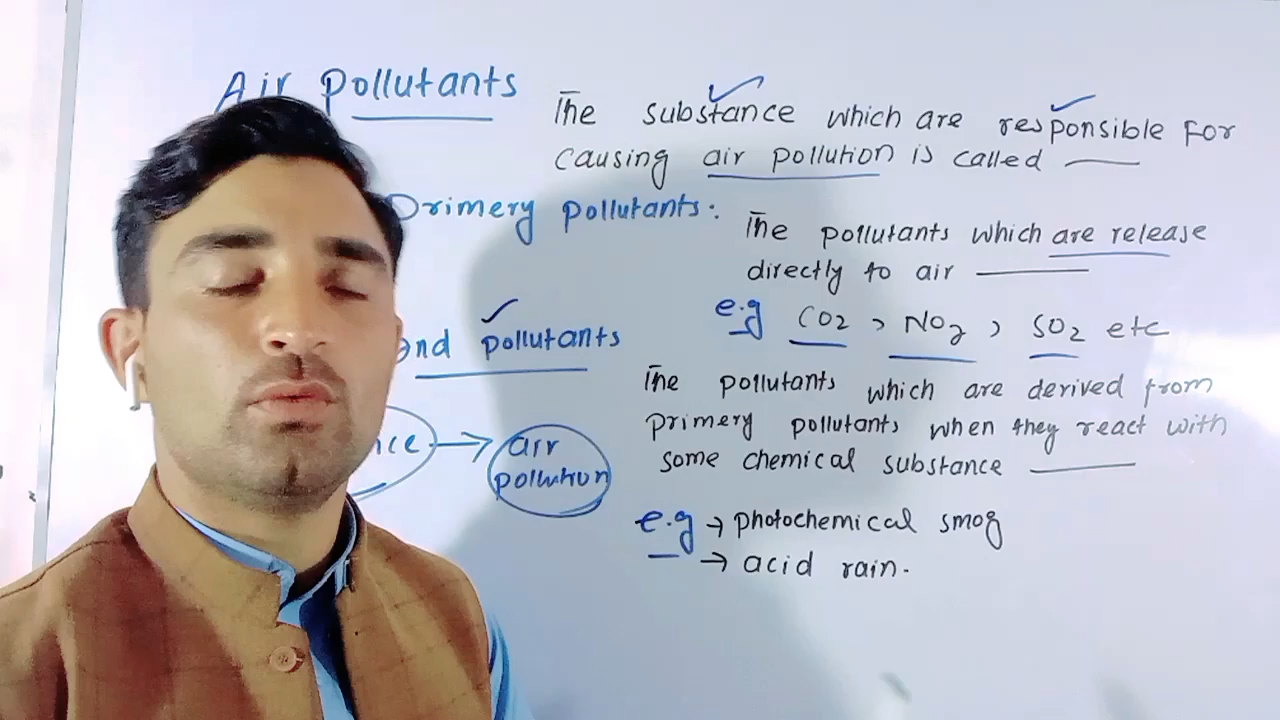 Air pollutants
The substance which are responsible For
causing air pollution is called
Primery pollutants.
The pollutants which are release
directly to air
e.g CO2, NO2, SO2 etc
pollutants
The pollutants which are derived from
primery pollutants when they react with
some chemical substance
air
pollution
e.g → photochemical smog
→ acid rain.